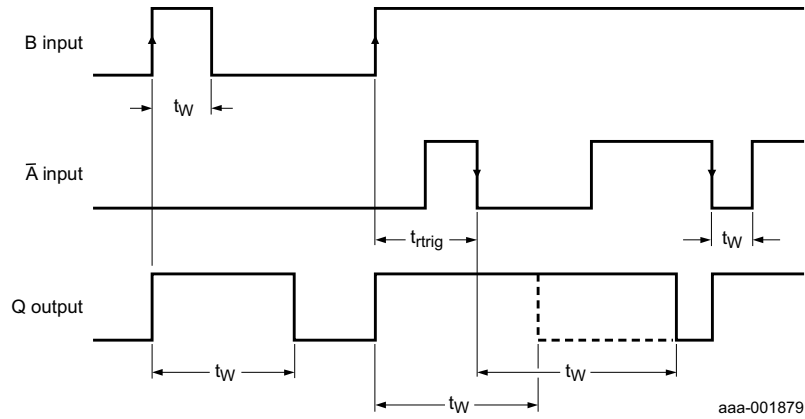 B input
tW
A̅ input
trtrig
tW
Q output
tW
tW
tW
aaa-001879